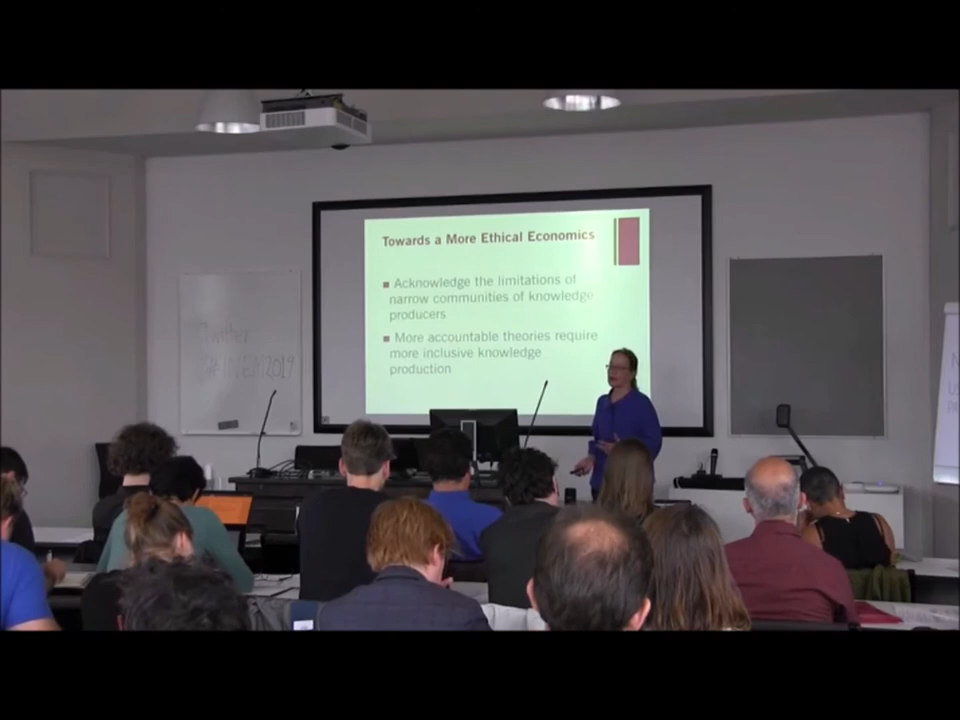 Towards a More Ethical Economics
Acknowledge the limitations of
narrow communities of knowledge
producers
More accountable theories require
more inclusive knowledge
production
Twitter